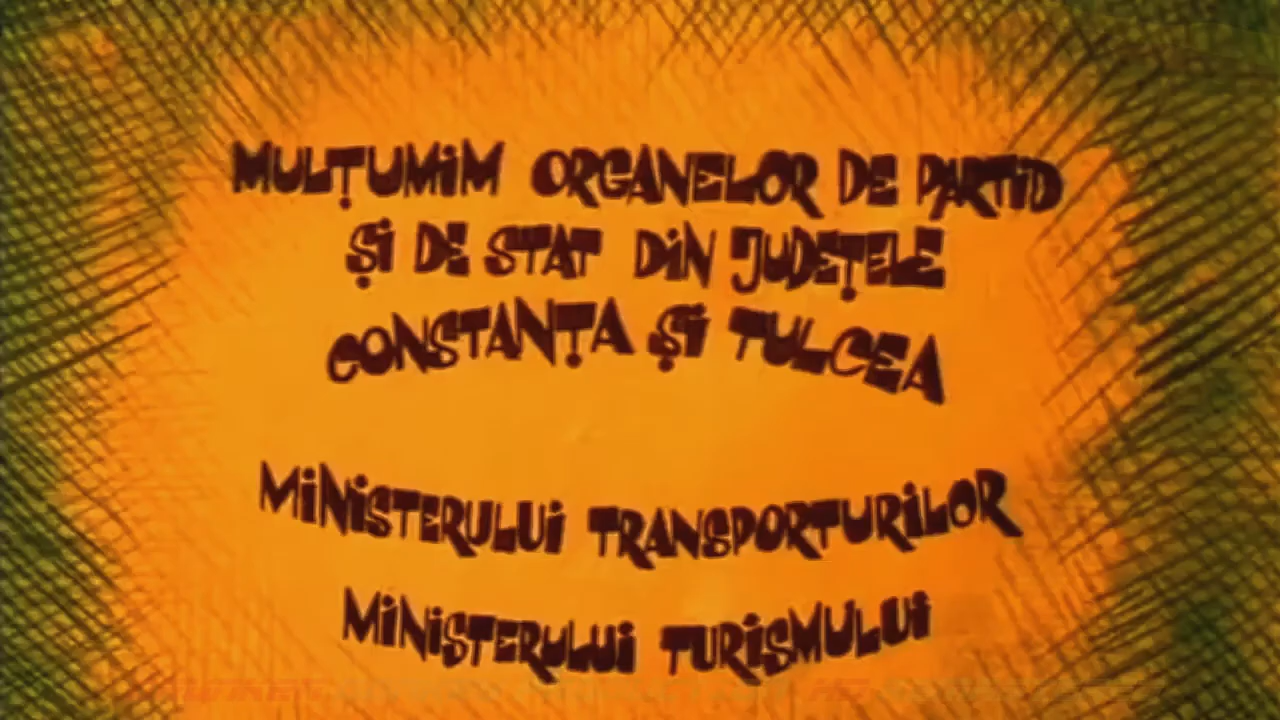 MULȚUMIM ORGANELOR DE PARTID
ȘI DE STAT DIN JUDEȚELE
CONSTANȚA ȘI TULCEA
MINISTERULUI TRANSPORTURILOR
MINISTERULUI TURISMULUI